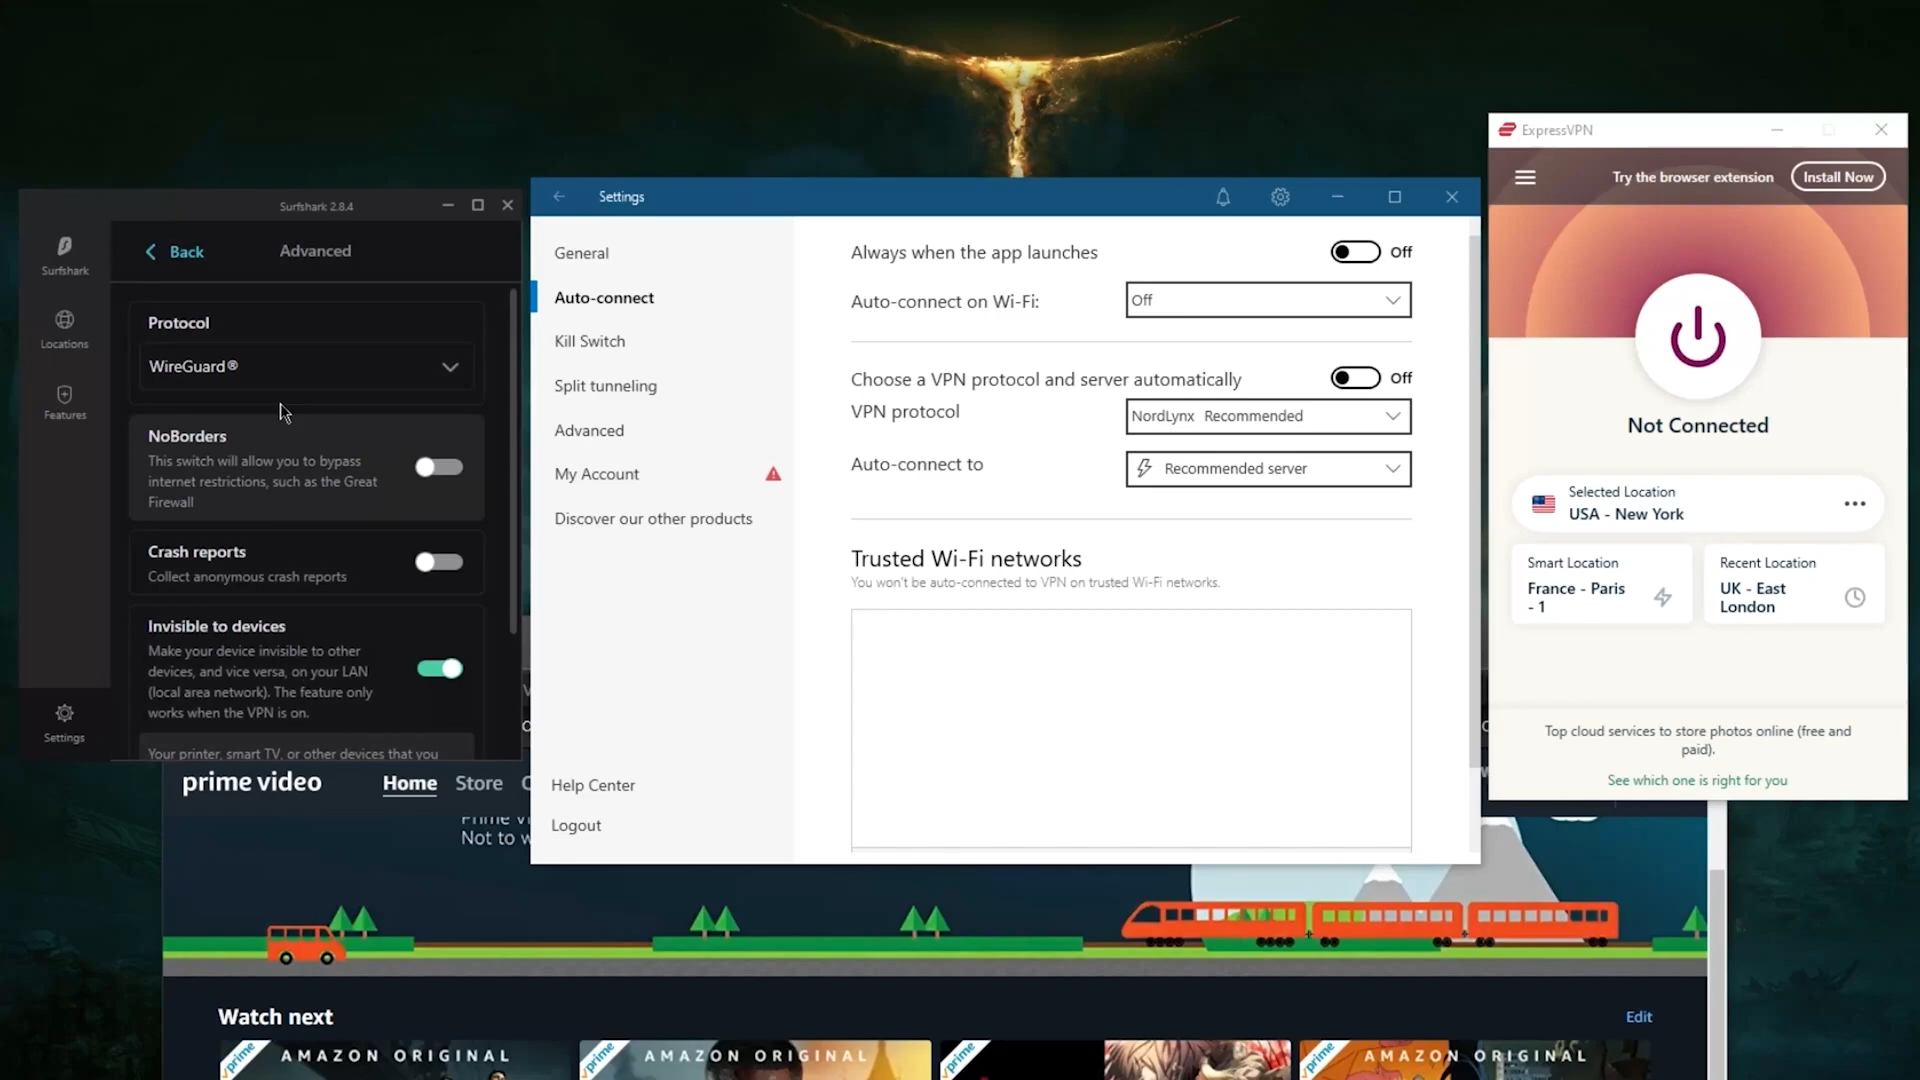 Surfshark 2.8.4
Surfshark
Locations
Features
Settings
Back
Advanced
Protocol
WireGuard®
NoBorders
This switch will allow you to bypass
internet restrictions, such as the Great
Firewall
Crash reports
Collect anonymous crash reports
Invisible to devices
Make your device invisible to other
devices, and vice versa, on your LAN
(local area network). The feature only
works when the VPN is on.
Your printer, smart TV, or other devices that you
Settings
General
Auto-connect
Kill Switch
Split tunneling
Advanced
My Account
Discover our other products
Help Center
Logout
Always when the app launches
Off
Auto-connect on Wi-Fi:
Off
Choose a VPN protocol and server automatically
Off
VPN protocol
NordLynx Recommended
Auto-connect to
Recommended server
Trusted Wi-Fi networks
You won't be auto-connected to VPN on trusted Wi-Fi networks.
ExpressVPN
Try the browser extension
Install Now
Not Connected
Selected Location
USA - New York
Smart Location
France - Paris
- 1
Recent Location
UK - East
London
Top cloud services to store photos online (free and
paid).
See which one is right for you
prime video
Home
Store
Not to w
Watch next
Edit
prime
AMAZON ORIGINAL
prime
AMAZON ORIGINAL
prime
prime
AMAZON ORIGINAL